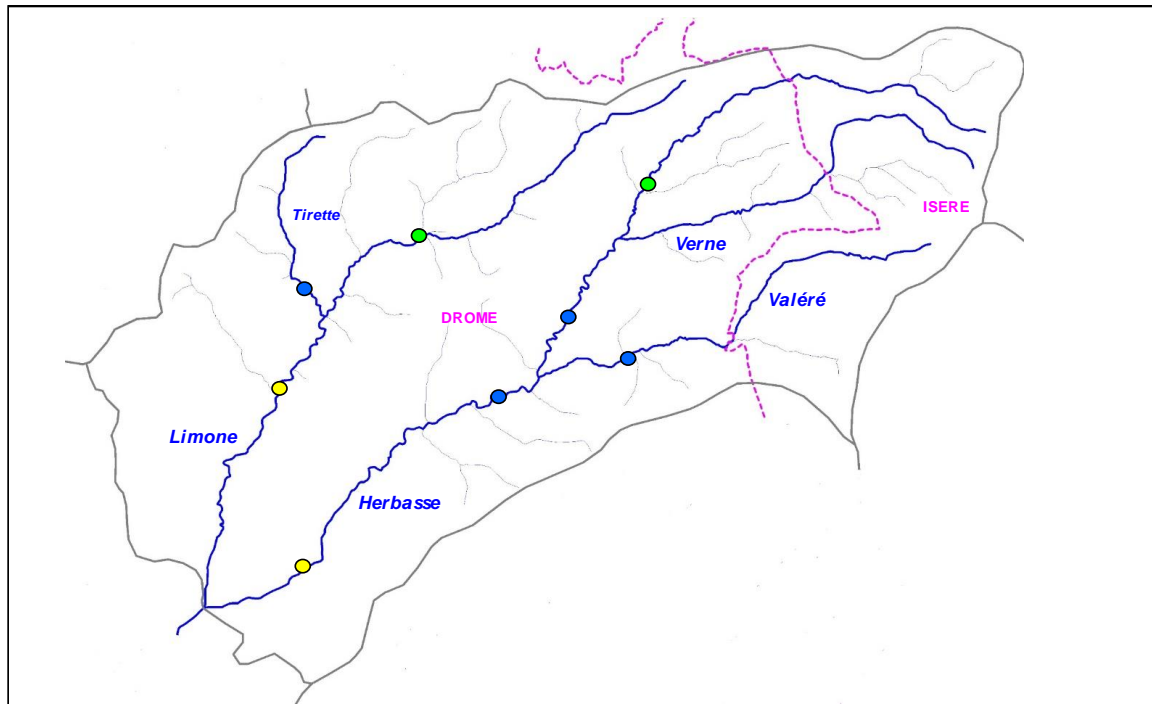 ISERE
Tirette
Verne
Valéré
DROME
Limone
Herbasse